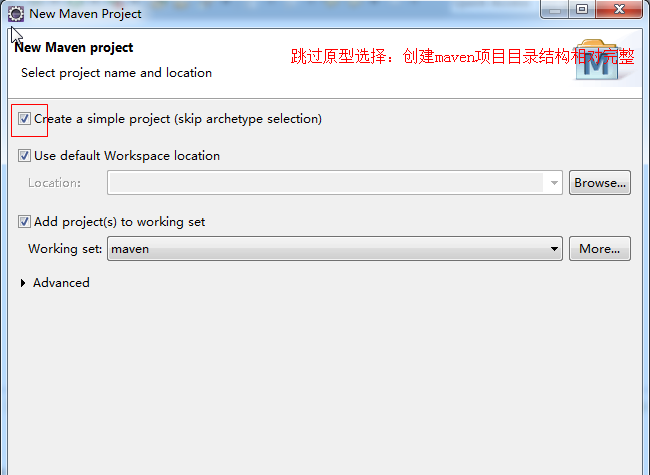 New Maven Project
New Maven project
跳过原型选择：创建maven项目目录结构相对完整
Select project name and location
M
Create a simple project (skip archetype selection)
Use default Workspace location
Location:
Browse...
Add project(s) to working set
Working set:
maven
More...
Advanced